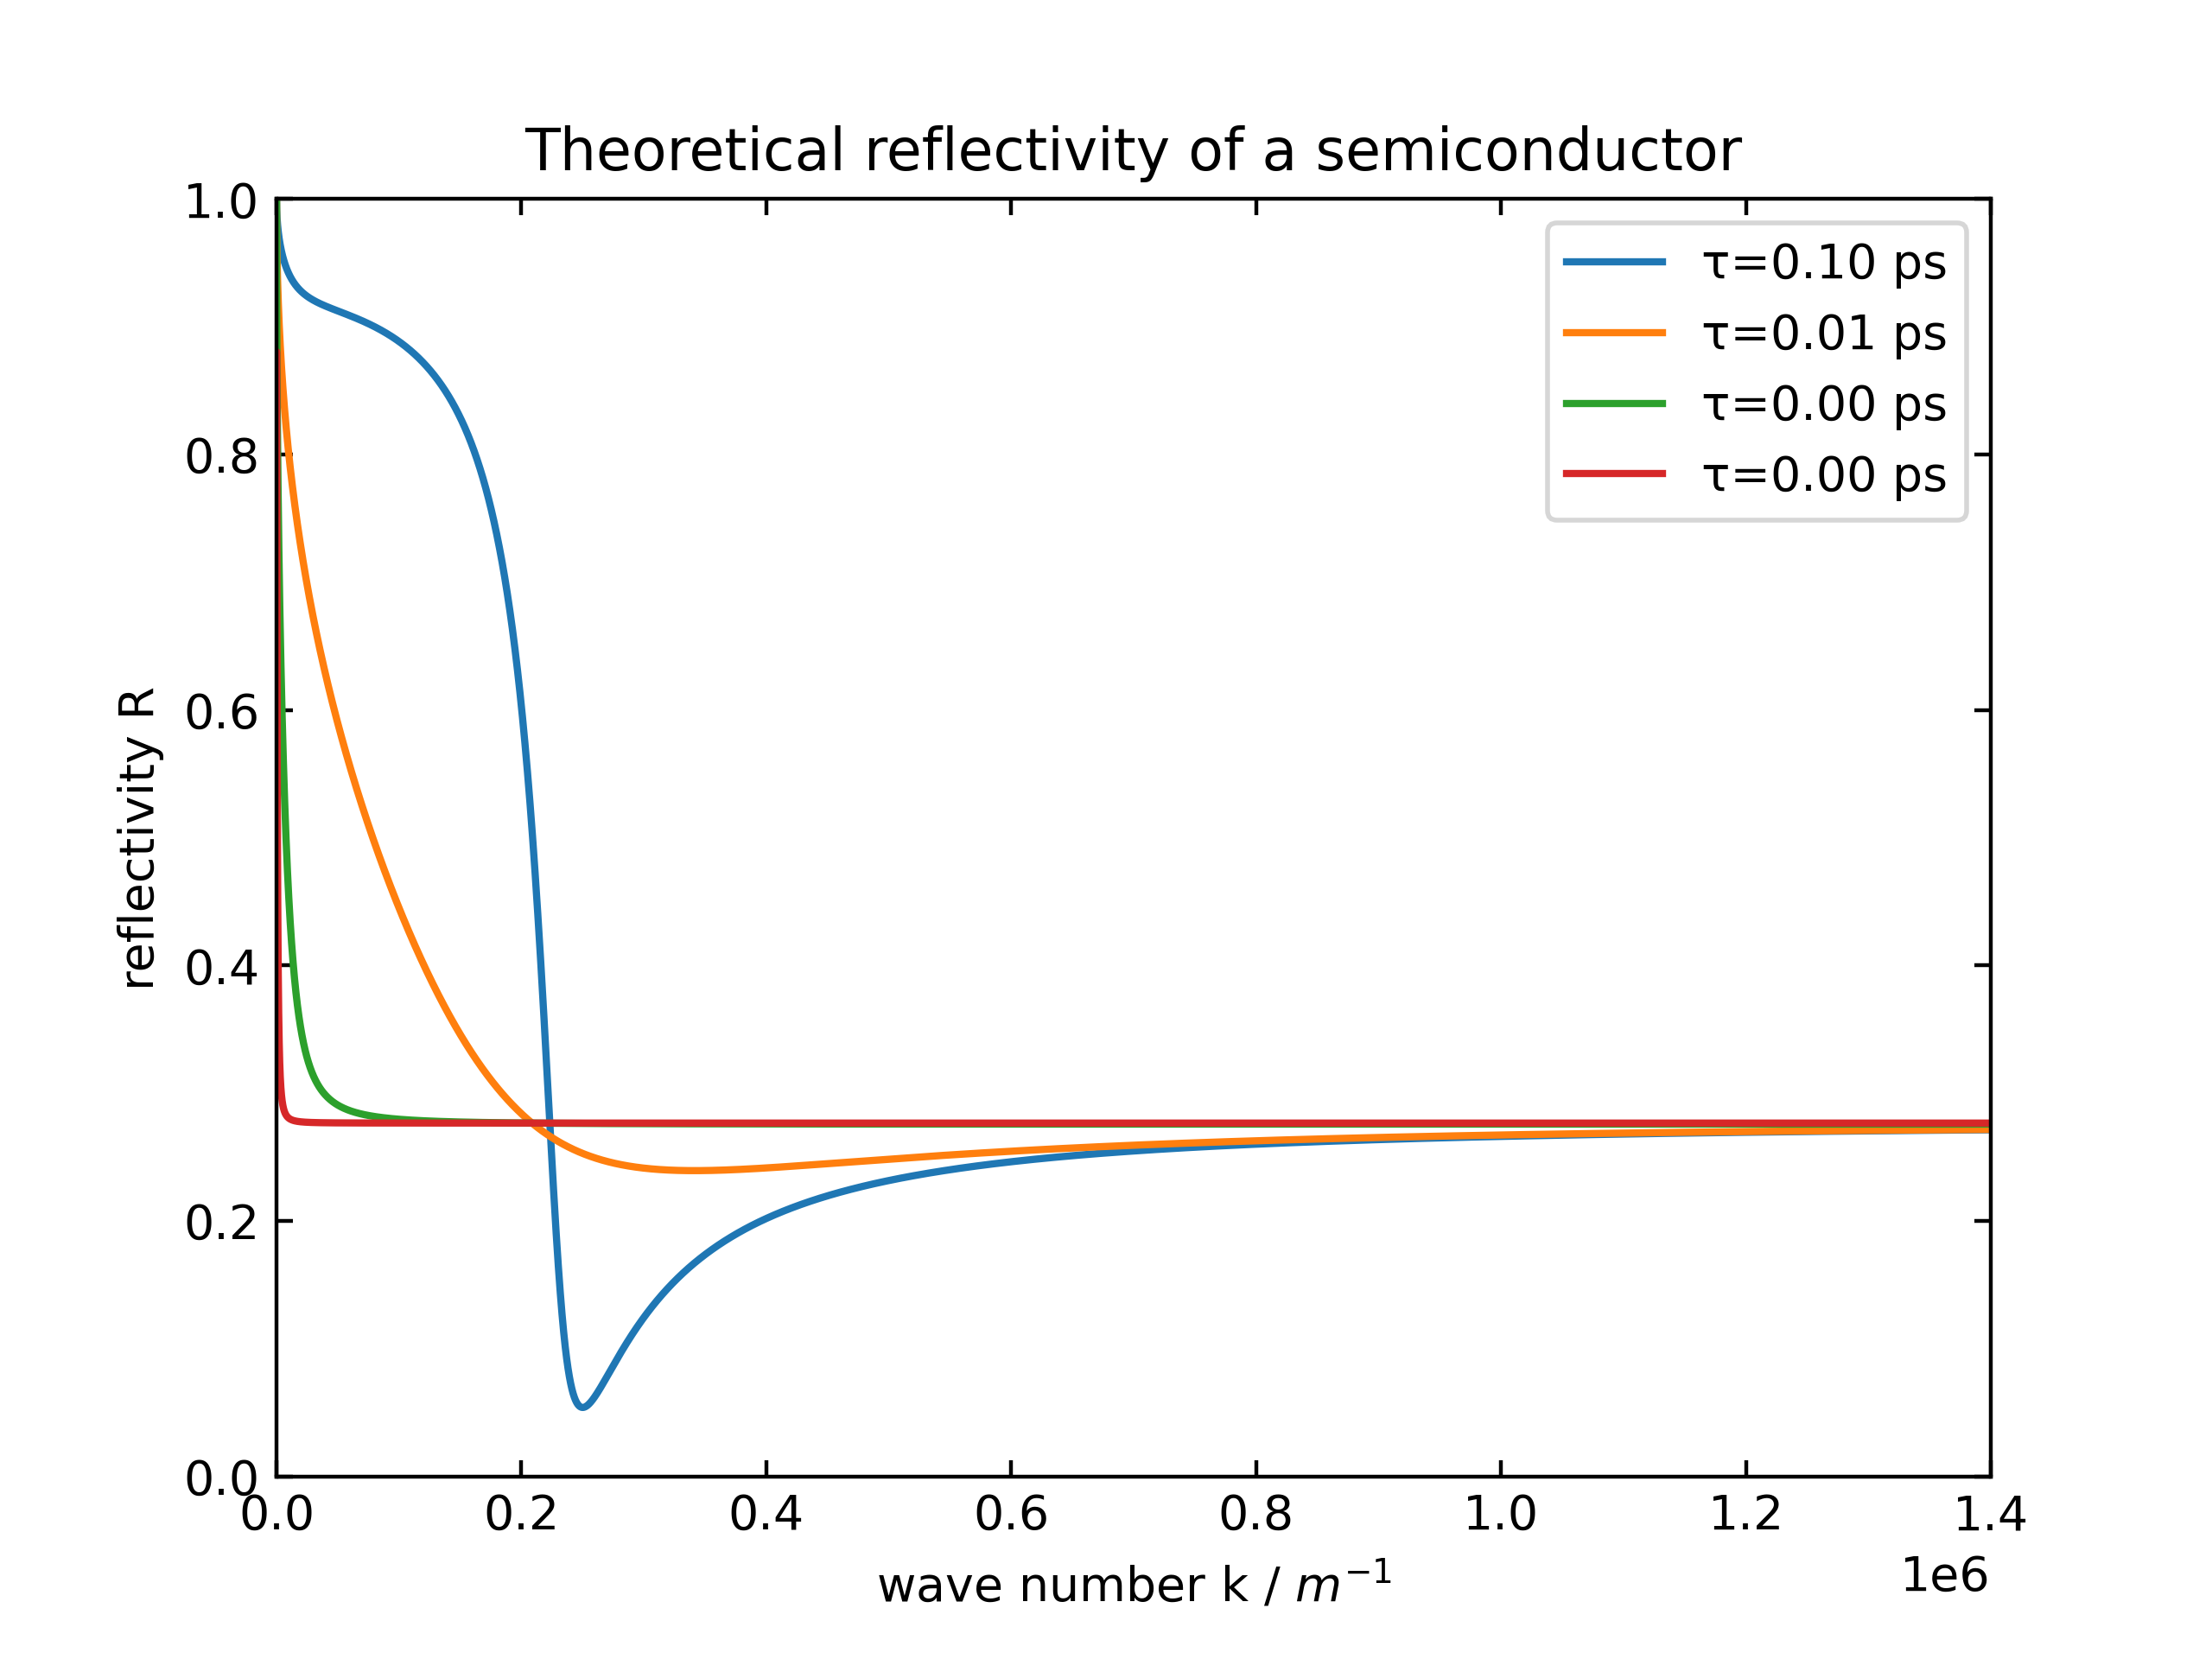 Theoretical reflectivity of a semiconductor
1.0
0.8
0.6
0.4
0.2
0.0
reflectivity R
τ=0.10 ps
τ=0.01 ps
τ=0.00 ps
τ=0.00 ps
0.0 0.2 0.4 0.6 0.8 1.0 1.2 1.4
1e6
wave number k / m⁻¹